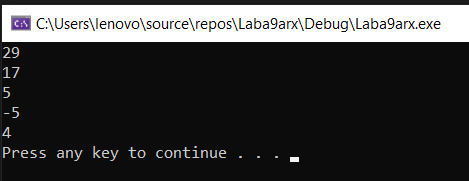 C:\Users\lenovo\source\repos\Laba9arx\Debug\Laba9arx.exe
29
17
5
-5
4
Press any key to continue . . .